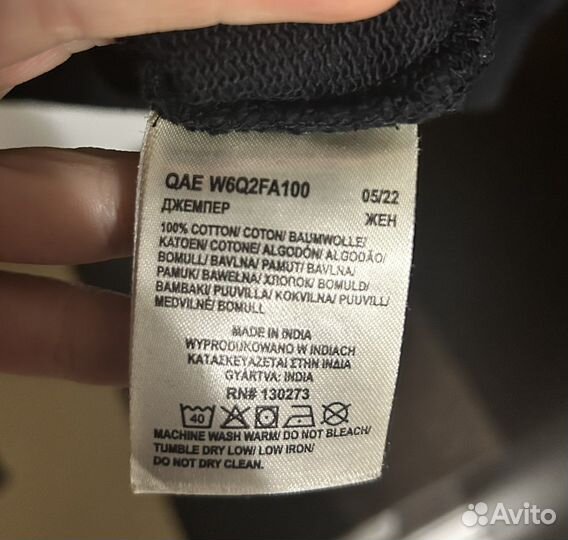 QAE W6Q2FA100 05/22
ДЖЕМПЕР ЖЕН
100% COTTON/ COTON/ BAUMWOLLE/
KATOEN/ COTONE/ ALGODÓN/ ALGODÃO/
BOMULL/ BAVLNA/ PAMUT/ BAVLNA/
PAMUK/ BAWEŁNA/ ХЛОПОК/ BOMULD/
BAMBAKI/ PUUVILLA/ KOKVILNA/ PUUVILL/
MEDVILNĖ/ BOMULL
MADE IN INDIA
WYPRODUKOWANO W INDIACH
ΚΑΤΑΣΚΕΥΑΖΕΤΑΙ ΣΤΗΝ ΙΝΔΙΑ
GYÁRTVA: INDIA
RN# 130273
40
MACHINE WASH WARM/ DO NOT BLEACH/
TUMBLE DRY LOW/ LOW IRON/
DO NOT DRY CLEAN.
Avito